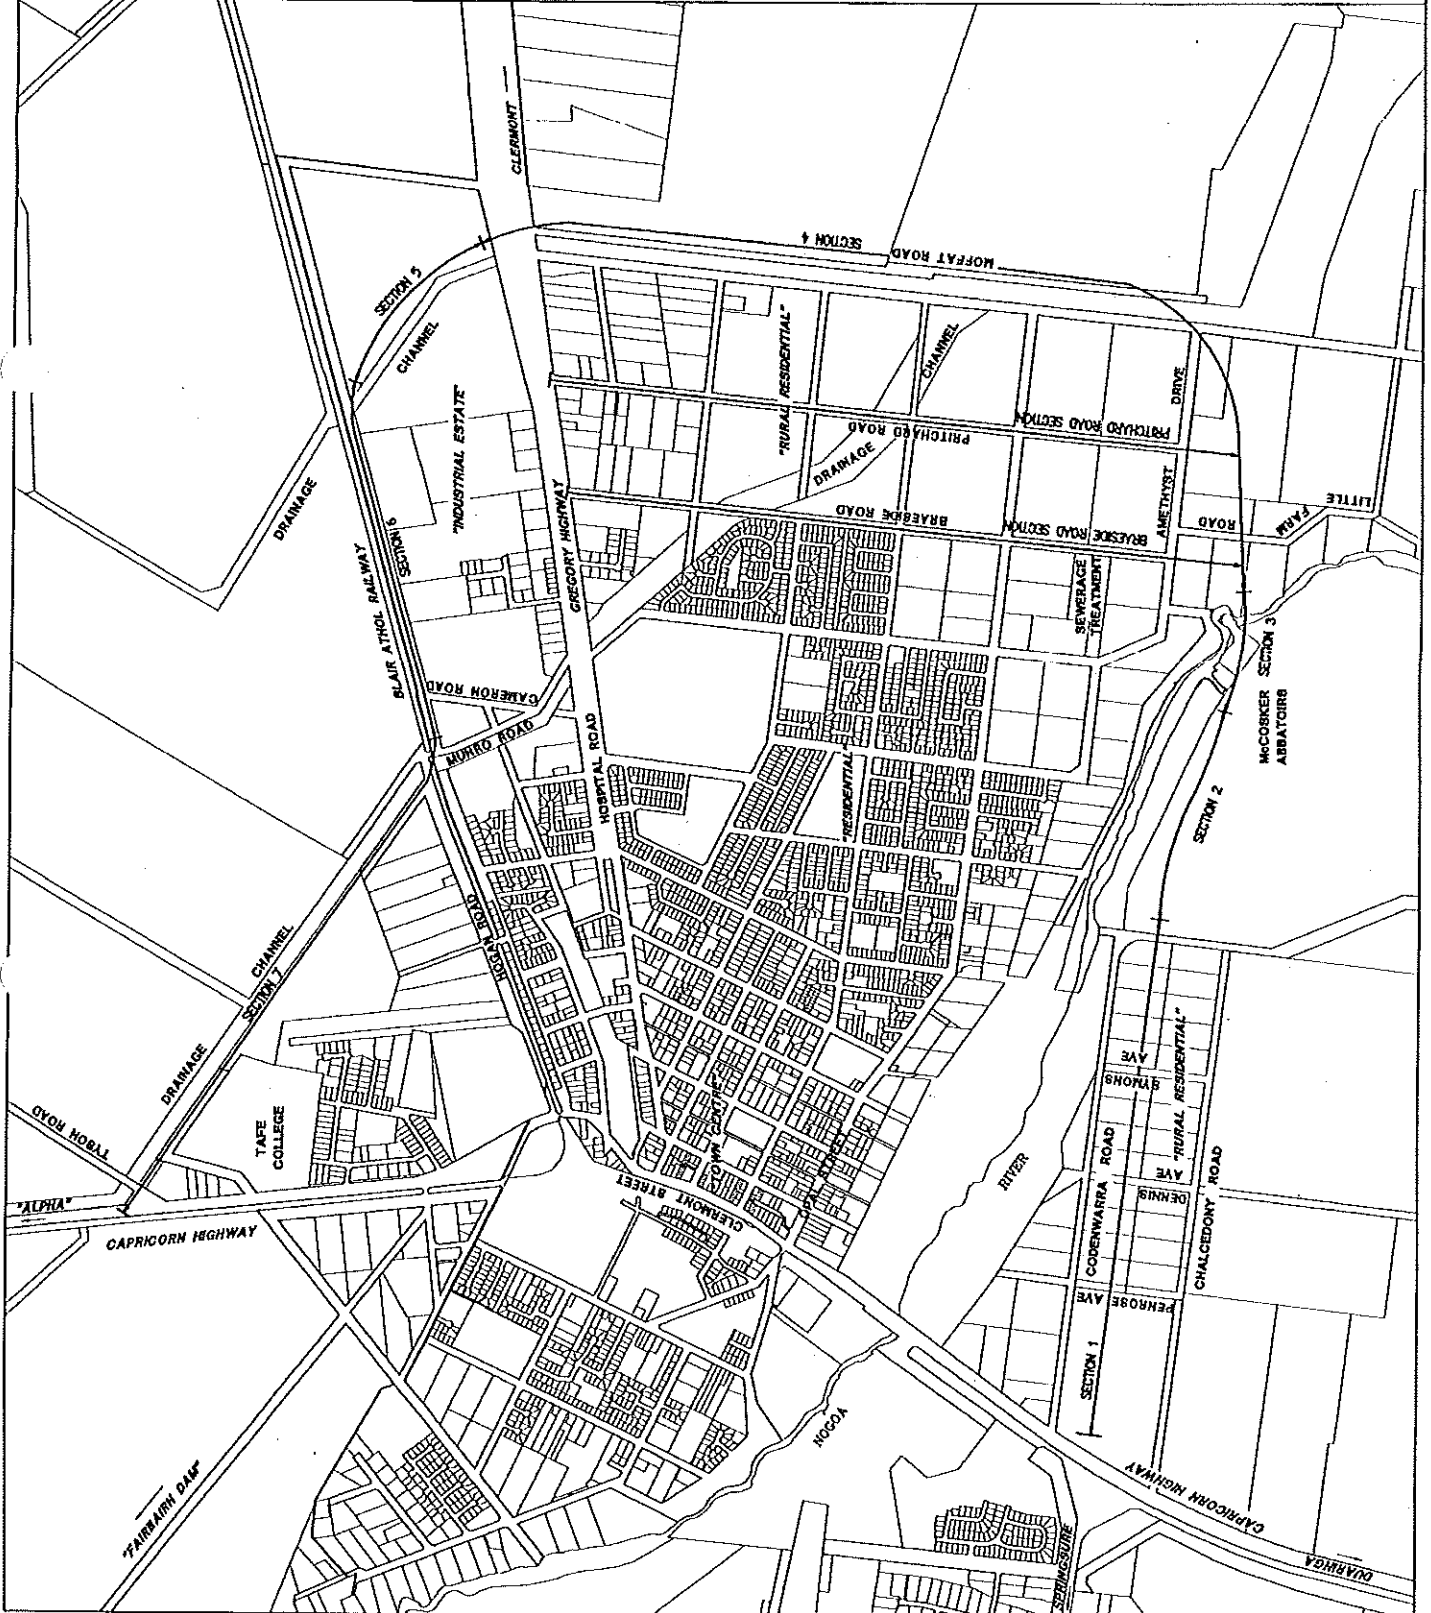 CLERMONT
SECTION 4
MOFFAT ROAD
SECTION 5
CHANNEL
"RURAL RESIDENTIAL"
CHANNEL
"INDUSTRIAL ESTATE"
DRIVE
PRITCHARD ROAD SECTION
PRITCHARD ROAD
DRAINAGE
DRAINAGE
GREGORY HIGHWAY
BRAESIDE ROAD
BRAESIDE ROAD SECTION
AMETHYST
ROAD
FARM
LITTLE
SECTION 6
BLAIR ATHOL RAILWAY
SEWERAGE
TREATMENT
CAMERON ROAD
MUNRO ROAD
HOSPITAL ROAD
McCOSKER
ABBATOIRS
SECTION 3
"RESIDENTIAL"
SECTION 2
HOGAN ROAD
CHANNEL
SECTION 7
DRAINAGE
TYSON ROAD
TAFE
COLLEGE
"TOWN CENTRE"
OPAL STREET
CLERMONT STREET
SYMONS
AVE
"RURAL RESIDENTIAL"
RIVER
CODENWARRA ROAD
DENNIS
AVE
CHALCEDONY ROAD
"ALPHA"
CAPRICORN HIGHWAY
PENROSE AVE
SECTION 1
NOGOA
"FAIRBAIRN DAM"
CAPRICORN HIGHWAY
SPRINGSURE
DUARINGA